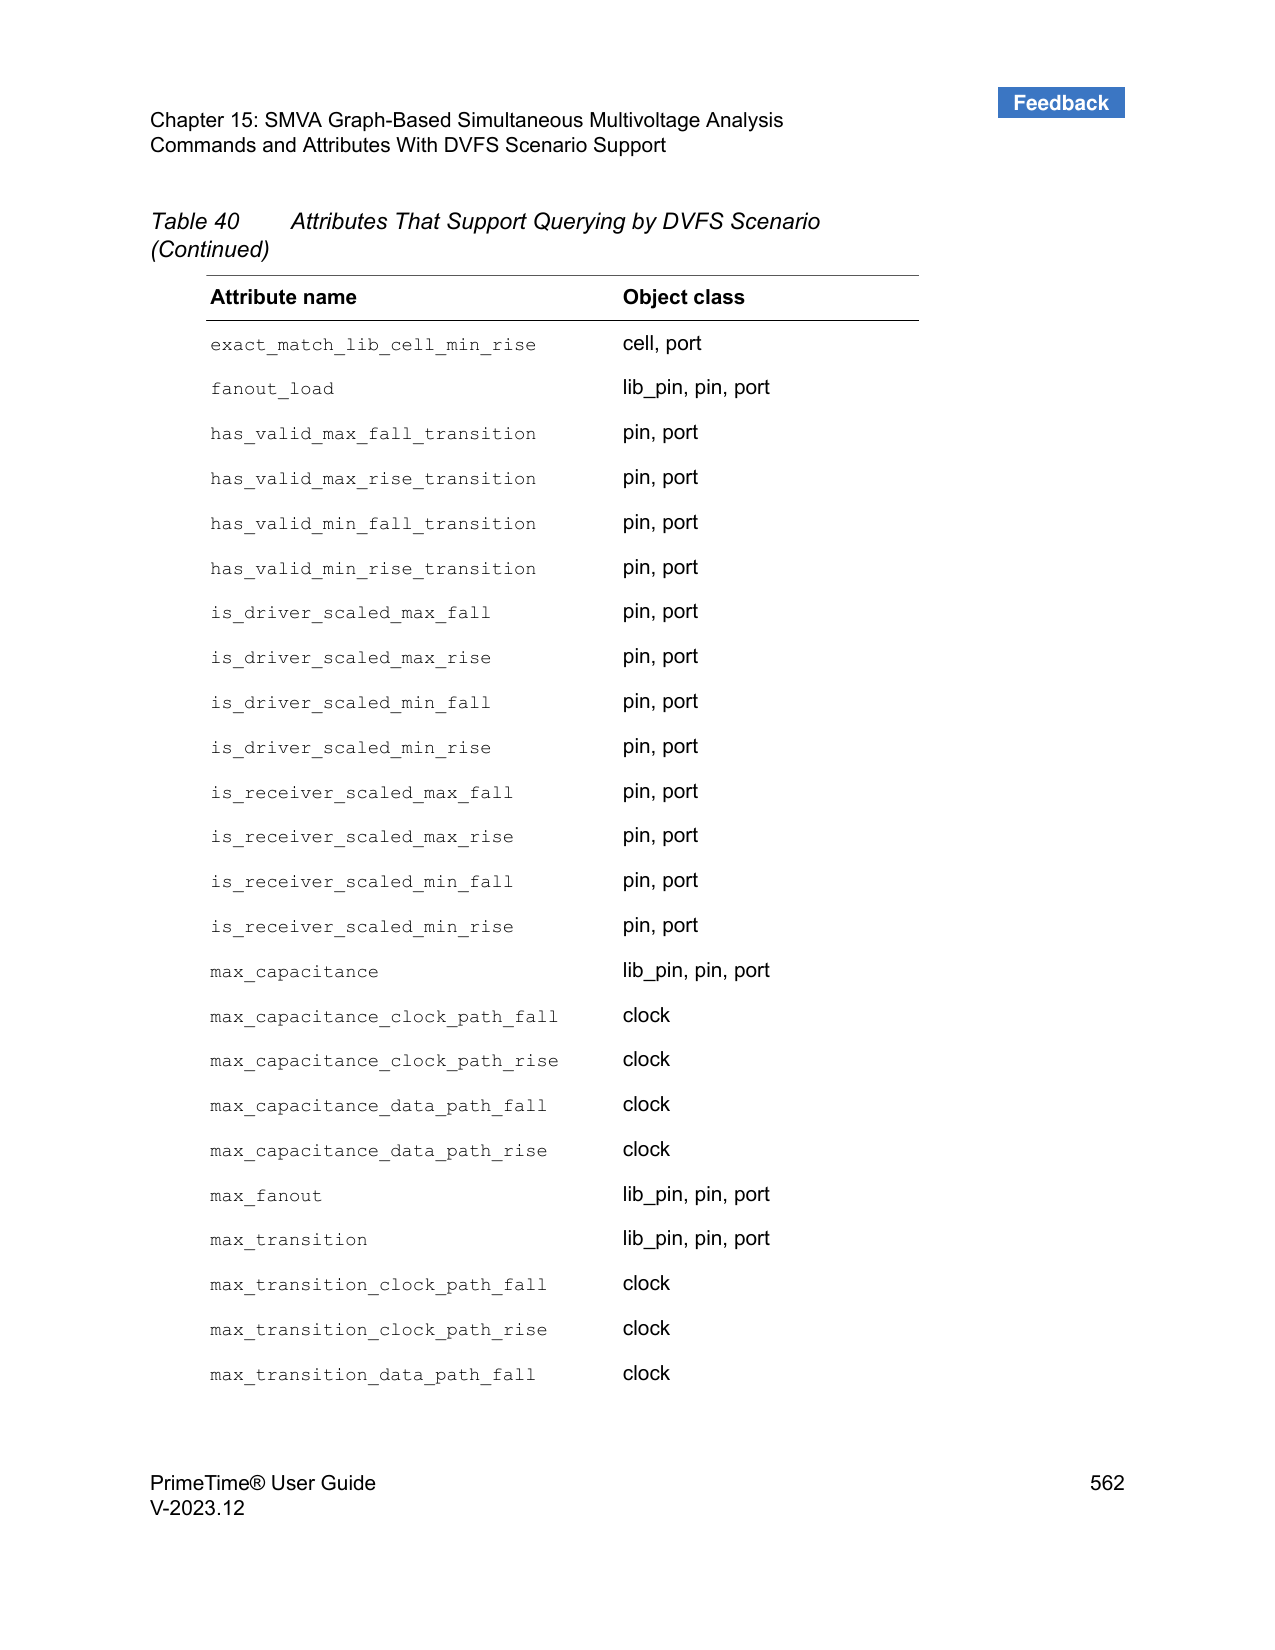 Feedback
Chapter 15: SMVA Graph-Based Simultaneous Multivoltage Analysis
Commands and Attributes With DVFS Scenario Support
Table 40 Attributes That Support Querying by DVFS Scenario
(Continued)
Attribute name Object class
exact_match_lib_cell_min_rise cell, port
fanout_load lib_pin, pin, port
has_valid_max_fall_transition pin, port
has_valid_max_rise_transition pin, port
has_valid_min_fall_transition pin, port
has_valid_min_rise_transition pin, port
is_driver_scaled_max_fall pin, port
is_driver_scaled_max_rise pin, port
is_driver_scaled_min_fall pin, port
is_driver_scaled_min_rise pin, port
is_receiver_scaled_max_fall pin, port
is_receiver_scaled_max_rise pin, port
is_receiver_scaled_min_fall pin, port
is_receiver_scaled_min_rise pin, port
max_capacitance lib_pin, pin, port
max_capacitance_clock_path_fall clock
max_capacitance_clock_path_rise clock
max_capacitance_data_path_fall clock
max_capacitance_data_path_rise clock
max_fanout lib_pin, pin, port
max_transition lib_pin, pin, port
max_transition_clock_path_fall clock
max_transition_clock_path_rise clock
max_transition_data_path_fall clock
PrimeTime® User Guide 562
V-2023.12